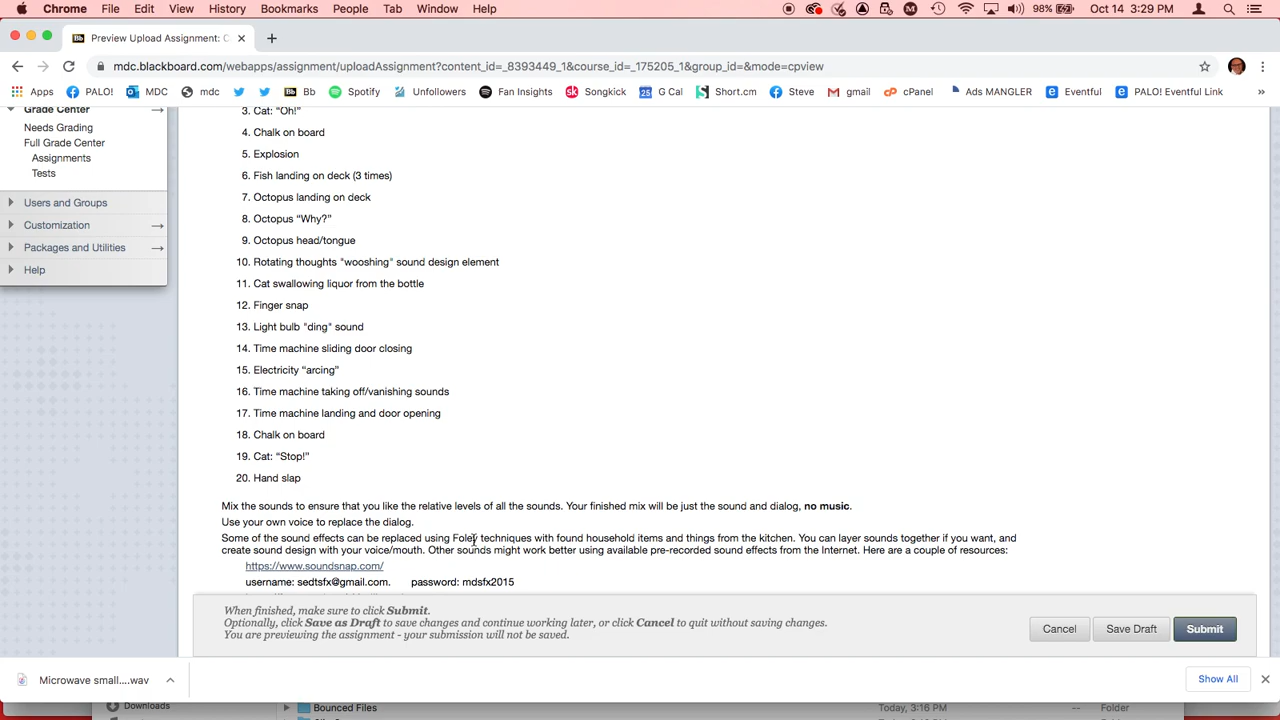 Chrome File Edit View History Bookmarks People Tab Window Help 98% Oct 14 3:29 PM
Preview Upload Assignment: C
mdc.blackboard.com/webapps/assignment/uploadAssignment?content_id=_8393449_1&course_id=_175205_1&group_id=&mode=cpview
Apps PALO! MDC mdc Bb Spotify Unfollowers Fan Insights Songkick G Cal Short.cm Steve gmail cPanel Ads MANGLER Eventful PALO! Eventful Link »
Grade Center
Needs Grading
Full Grade Center
Assignments
Tests
Users and Groups
Customization
Packages and Utilities
Help
3. Cat: “Oh!”
4. Chalk on board
5. Explosion
6. Fish landing on deck (3 times)
7. Octopus landing on deck
8. Octopus “Why?”
9. Octopus head/tongue
10. Rotating thoughts "wooshing" sound design element
11. Cat swallowing liquor from the bottle
12. Finger snap
13. Light bulb "ding" sound
14. Time machine sliding door closing
15. Electricity “arcing”
16. Time machine taking off/vanishing sounds
17. Time machine landing and door opening
18. Chalk on board
19. Cat: “Stop!”
20. Hand slap
Mix the sounds to ensure that you like the relative levels of all the sounds. Your finished mix will be just the sound and dialog, no music.
Use your own voice to replace the dialog.
Some of the sound effects can be replaced using Foley techniques with found household items and things from the kitchen. You can layer sounds together if you want, and
create sound design with your voice/mouth. Other sounds might work better using available pre-recorded sound effects from the Internet. Here are a couple of resources:
https://www.soundsnap.com/
username: sedtsfx@gmail.com. password: mdsfx2015
When finished, make sure to click Submit.
Optionally, click Save as Draft to save changes and continue working later, or click Cancel to quit without saving changes.
You are previewing the assignment - your submission will not be saved.
Cancel Save Draft Submit
Microwave small....wav Show All
Downloads Bounced Files Today, 3:16 PM -- Folder